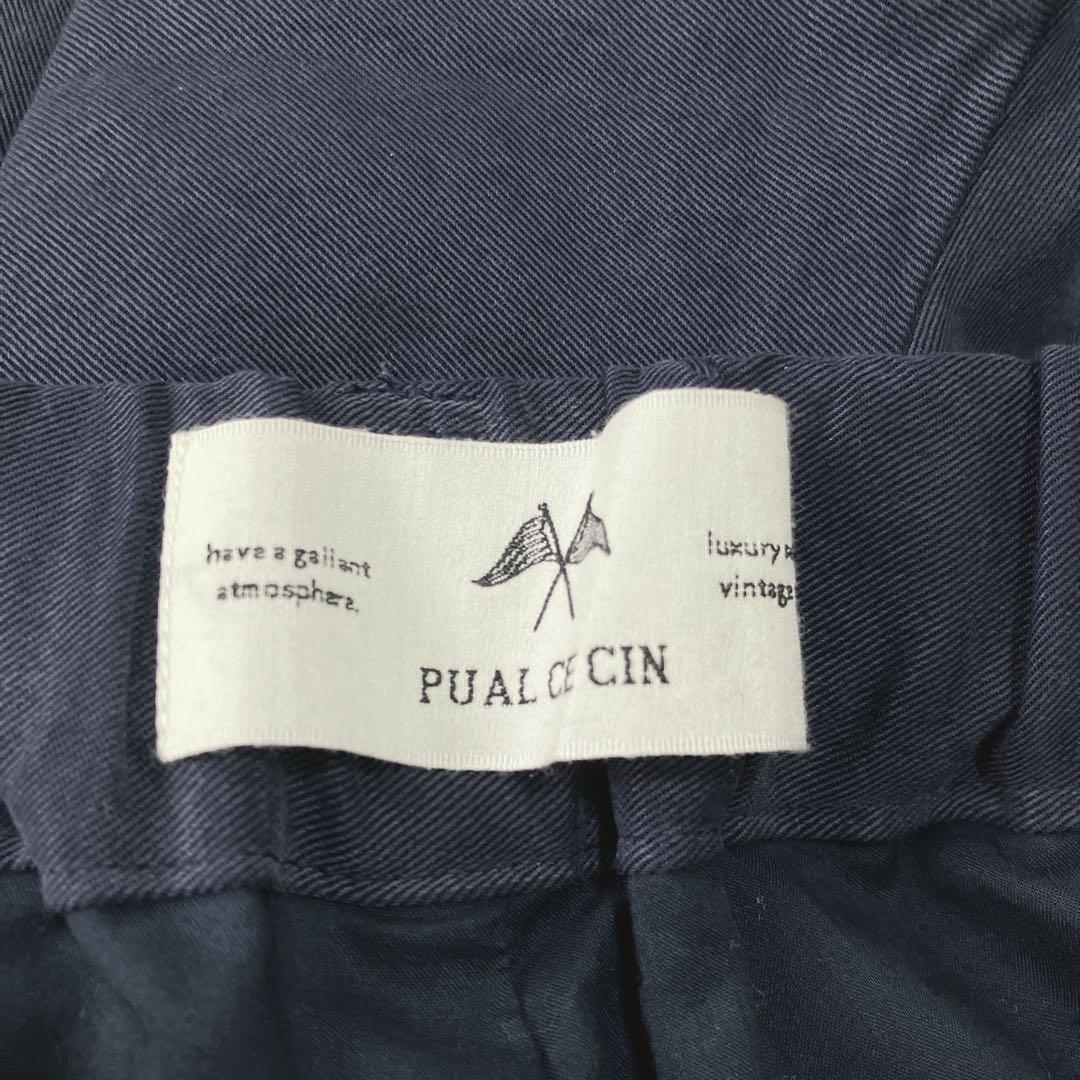 have a gallant
atmosphere.
luxury
vintage
PUAL CE CIN